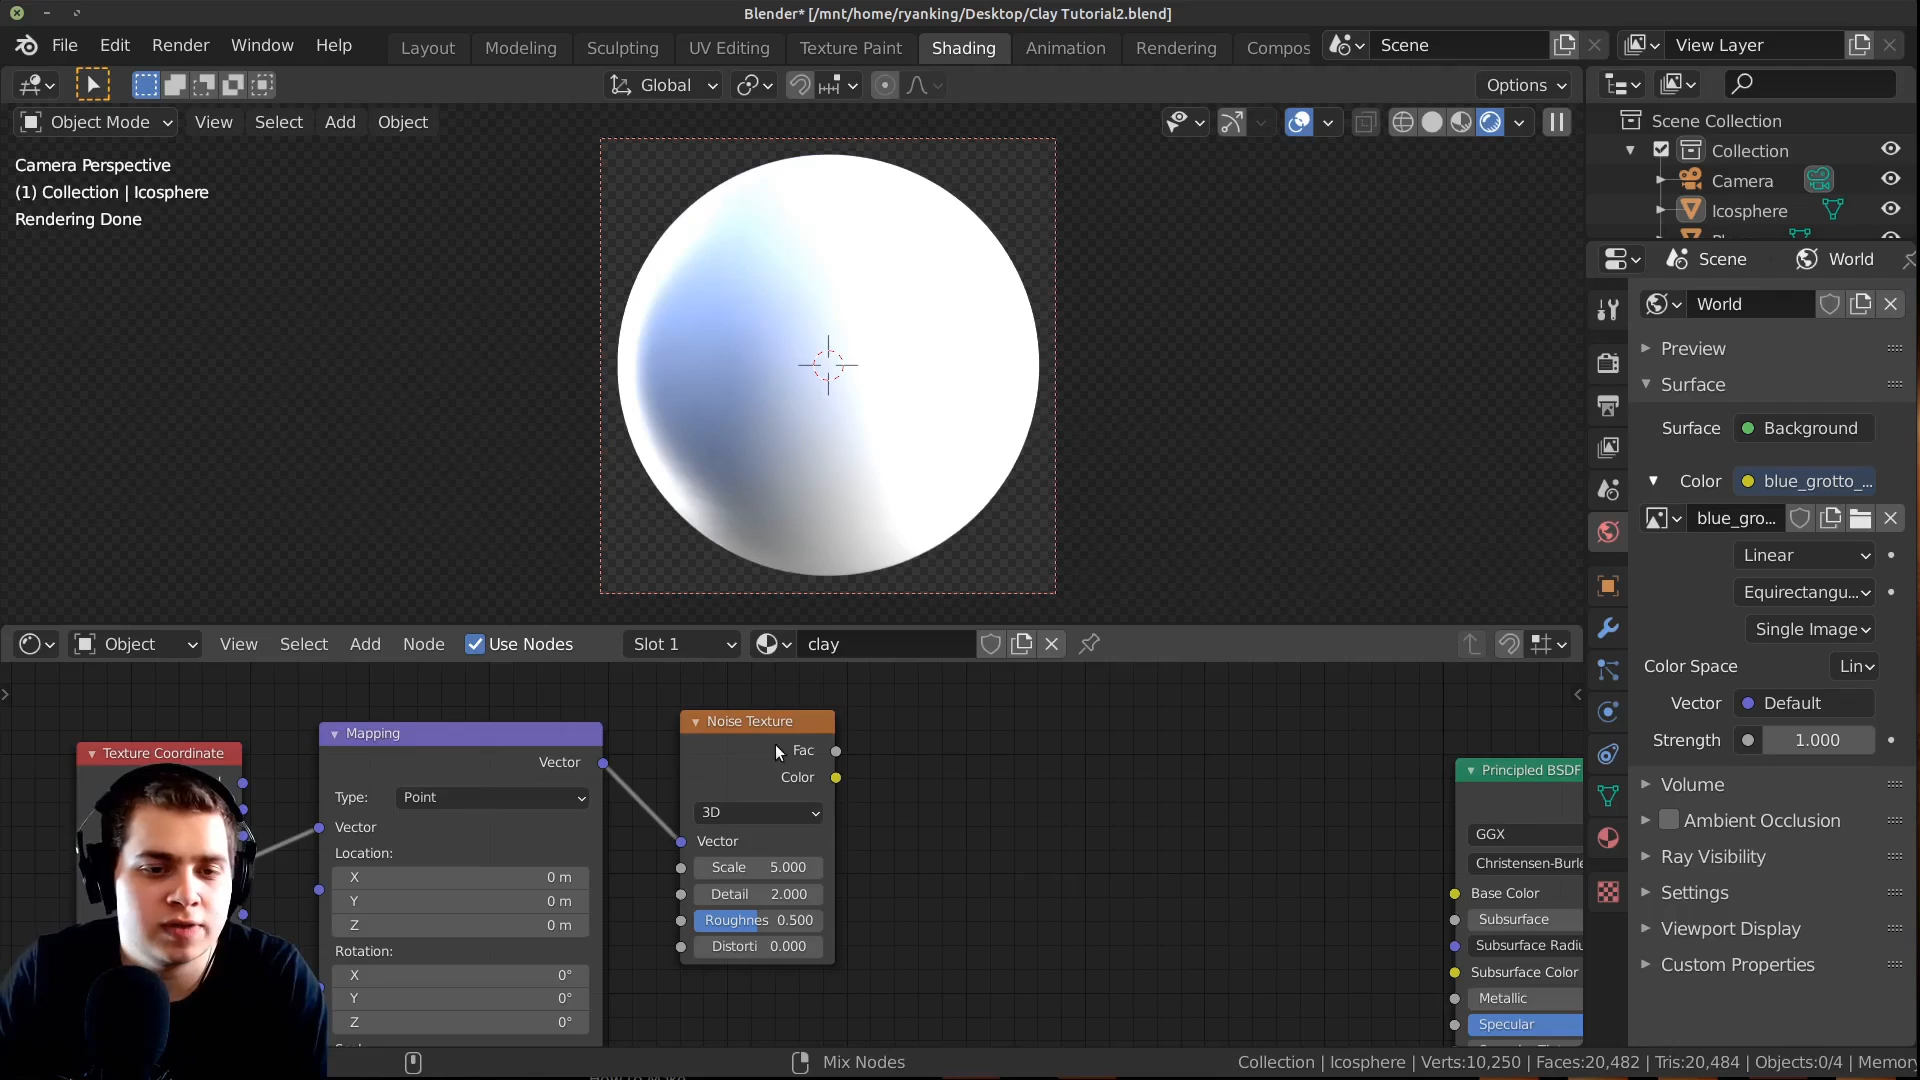 Blender* [/mnt/home/ryanking/Desktop/Clay Tutorial2.blend]
File Edit Render Window Help
Layout Modeling Sculpting UV Editing Texture Paint Shading Animation Rendering Compos
Scene View Layer
Global Options
Object Mode View Select Add Object
Camera Perspective
(1) Collection | Icosphere
Rendering Done
Scene Collection
Collection
Camera
Icosphere
Scene World
World
Preview
Surface
Surface Background
Color blue_grotto_...
blue_gro...
Linear
Equirectangu...
Single Image
Color Space Lin
Vector Default
Strength 1.000
Volume
Ambient Occlusion
Ray Visibility
Settings
Viewport Display
Custom Properties
Object View Select Add Node Use Nodes Slot 1 clay
Texture Coordinate
Mapping
Vector
Type: Point
Vector
Location:
X 0 m
Y 0 m
Z 0 m
Rotation:
X 0°
Y 0°
Z 0°
Noise Texture
Fac
Color
3D
Vector
Scale 5.000
Detail 2.000
Roughnes 0.500
Distorti 0.000
Principled BSDF
GGX
Christensen-Burle
Base Color
Subsurface
Subsurface Radiu
Subsurface Color
Metallic
Specular
Mix Nodes
Collection | Icosphere | Verts:10,250 | Faces:20,482 | Tris:20,484 | Objects:0/4 | Memory